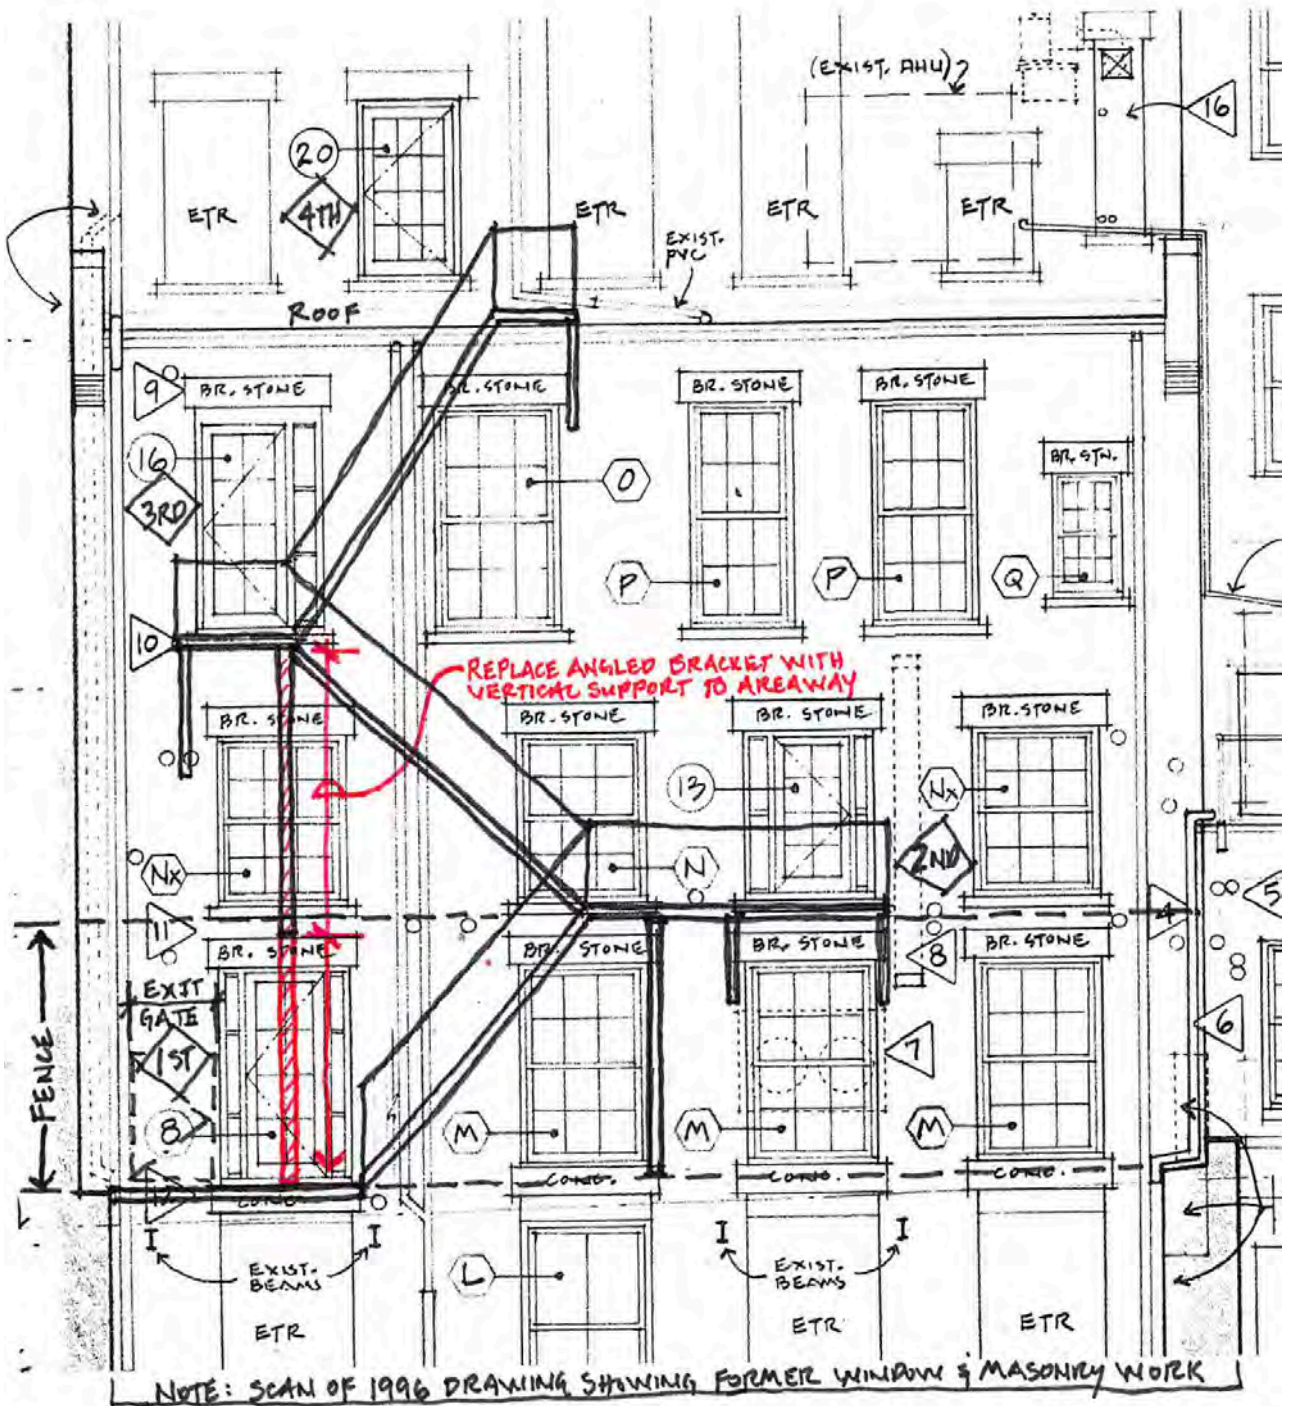 (EXIST. AHU)
16
20
4TH
ETR
ETR
ETR
ETR
EXIST.
PVC
ROOF
9
BR. STONE
BR. STONE
BR. STONE
BR. STONE
BR. STN.
16
3RD
O
P
P
Q
10
REPLACE ANGLED BRACKET WITH
VERTICAL SUPPORT TO AREAWAY
BR. STONE
BR. STONE
BR. STONE
BR. STONE
13
Nx
Nx
N
2ND
4
5
11
BR. STONE
BR. STONE
BR. STONE
BR. STONE
8
EXIT
GATE
1ST
6
7
FENCE
8
M
M
M
12
CONC.
CONC.
CONC.
CONC.
I
I
I
I
EXIST.
BEAMS
EXIST.
BEAMS
L
ETR
ETR
ETR
NOTE: SCAN OF 1996 DRAWING SHOWING FORMER WINDOW & MASONRY WORK